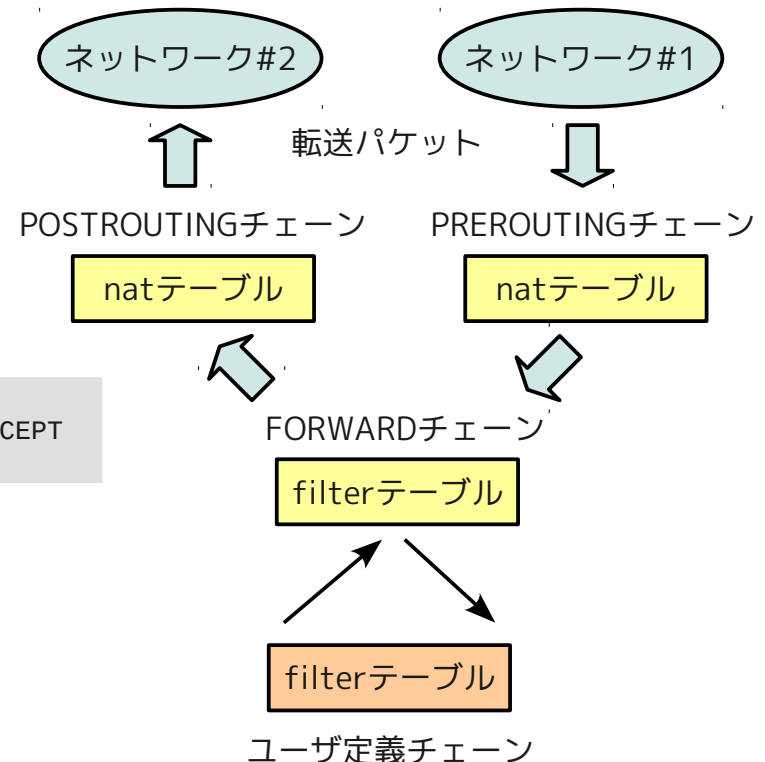 ネットワーク#2
ネットワーク#1
転送パケット
POSTROUTINGチェーン
PREROUTINGチェーン
natテーブル
natテーブル
CEPT
FORWARDチェーン
filterテーブル
filterテーブル
ユーザ定義チェーン